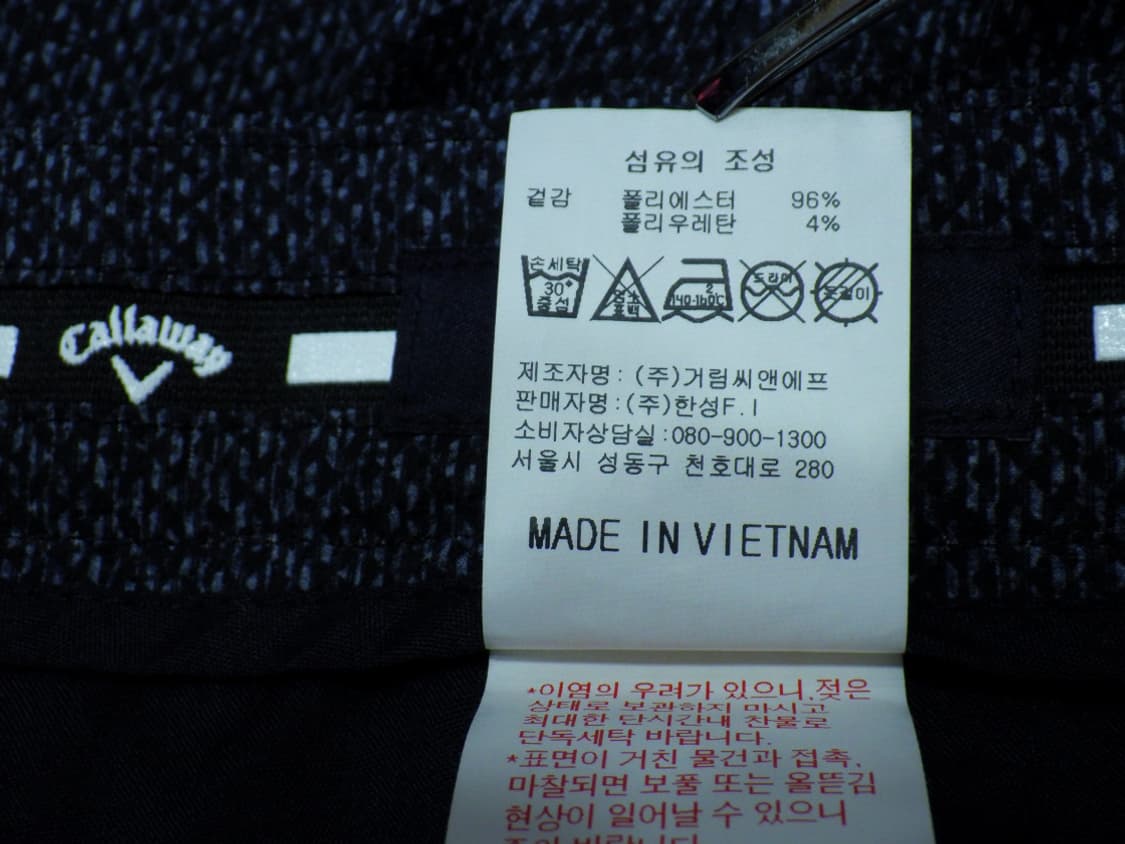 Callaway
섬유의 조성
겉감 폴리에스터 96%
폴리우레탄 4%
손세탁 30° 중성
염소 표백
2 140-160℃
드라이
제조자명: (주)거림씨앤에프
판매자명:(주)한성F.I
소비자상담실:080-900-1300
서울시 성동구 천호대로 280
MADE IN VIETNAM
*이염의 우려가 있으니,젖은
상태로 보관하지 마시고
최대한 단시간내 찬물로
단독세탁 바랍니다.
*표면이 거친 물건과 접촉,
마찰되면 보풀 또는 올뜯김
현상이 일어날 수 있으니